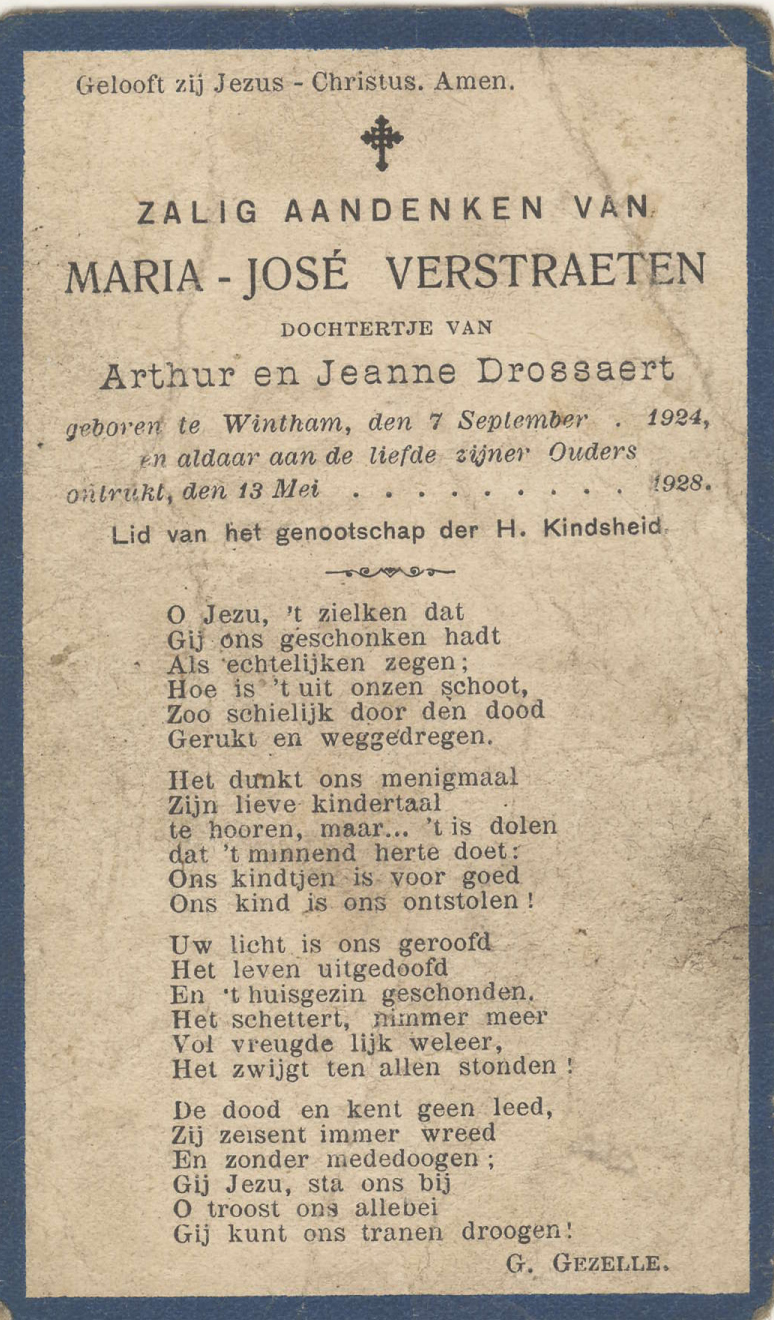 Gelooft zij Jezus - Christus. Amen.
ZALIG AANDENKEN VAN
MARIA - JOSÉ VERSTRAETEN
DOCHTERTJE VAN
Arthur en Jeanne Drossaert
geboren te Wintham, den 7 September . 1924,
en aldaar aan de liefde zijner Ouders
ontrukt, den 13 Mei . . . . . . . . . . 1928.
Lid van het genootschap der H. Kindsheid.
O Jezu, 't zielken dat
Gij ons geschonken hadt
Als echtelijken zegen;
Hoe is 't uit onzen schoot,
Zoo schielijk door den dood
Gerukt en weggedregen.
Het dunkt ons menigmaal
Zijn lieve kindertaal
te hooren, maar... 't is dolen
dat 't minnend herte doet:
Ons kindtjen is voor goed
Ons kind is ons ontstolen !
Uw licht is ons geroofd
Het leven uitgedoofd
En 't huisgezin geschonden.
Het schettert, nimmer meer
Vol vreugde lijk weleer,
Het zwijgt ten allen stonden !
De dood en kent geen leed,
Zij zeisent immer wreed
En zonder mededoogen ;
Gij Jezu, sta ons bij
O troost ons allebei
Gij kunt ons tranen droogen!
G. GEZELLE.